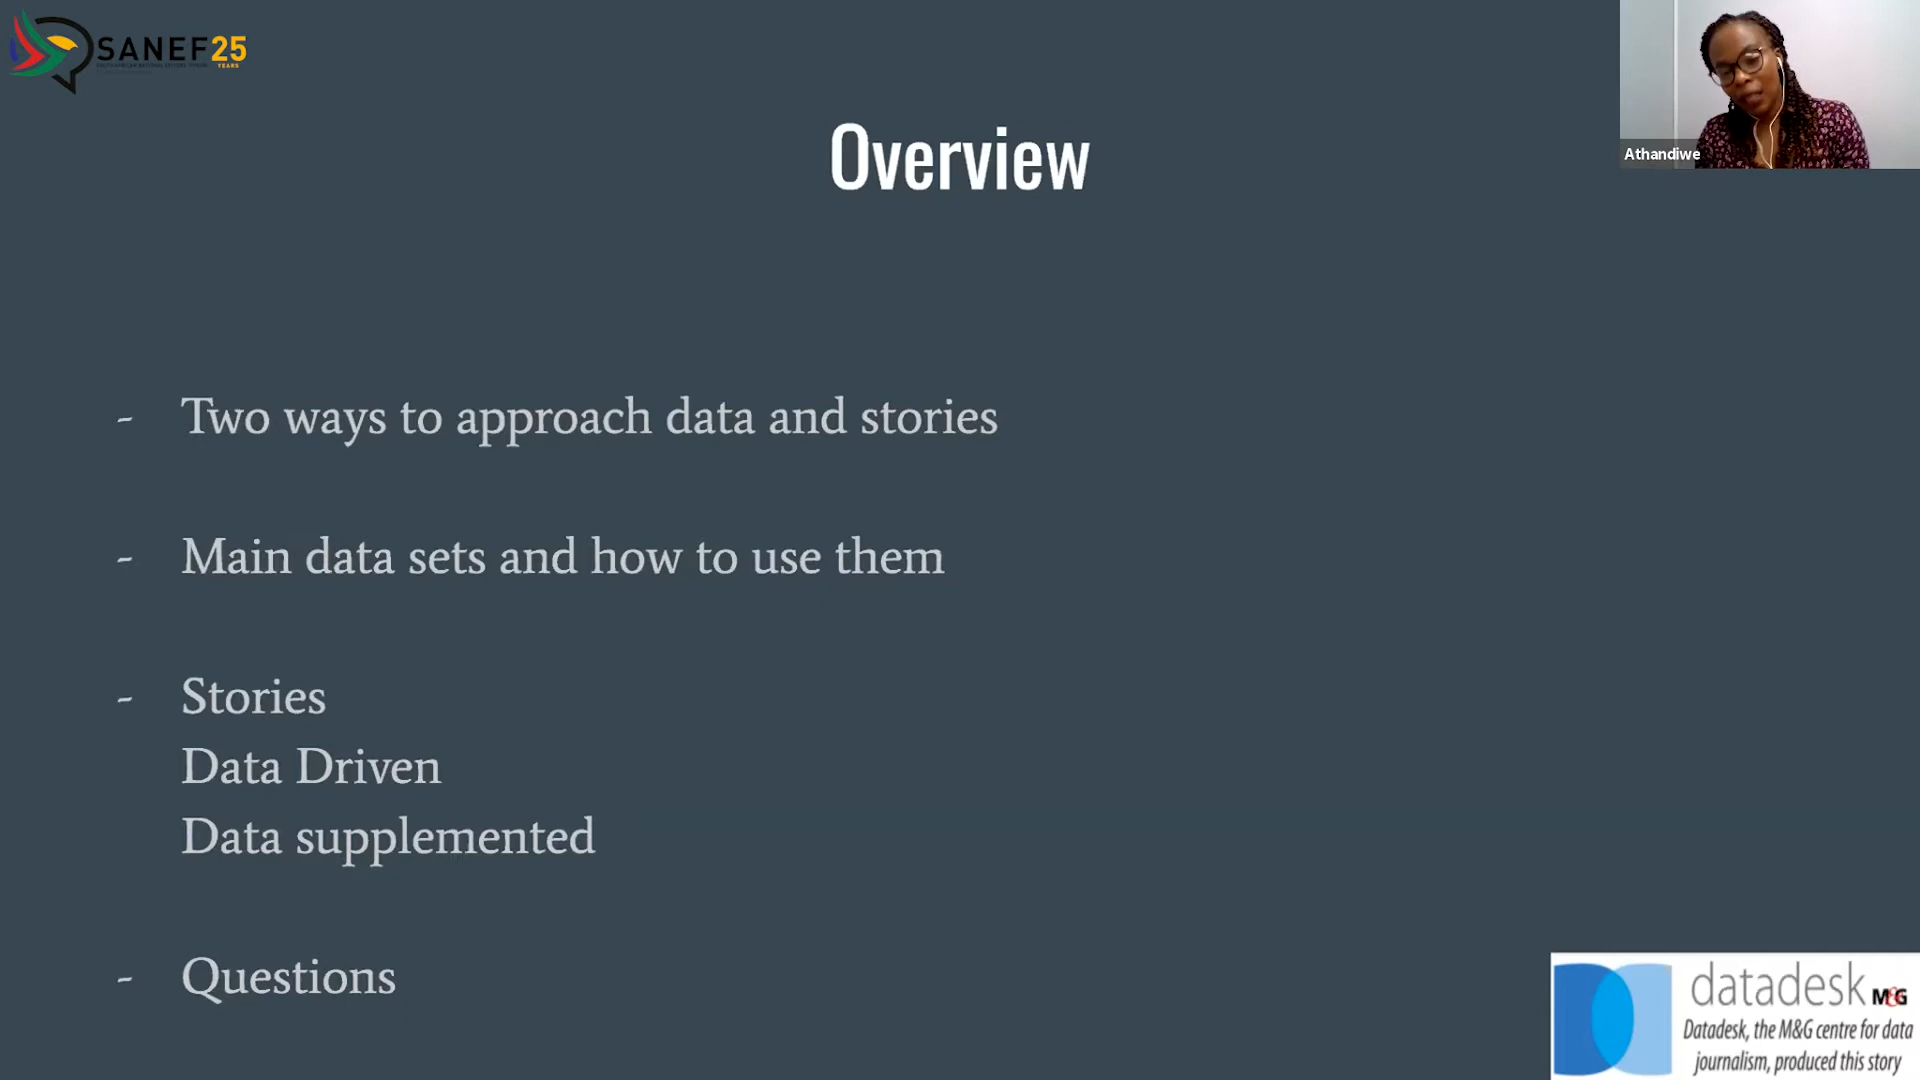 SANEF25
YEARS
Athandiwe
Overview
- Two ways to approach data and stories
- Main data sets and how to use them
- Stories
Data Driven
Data supplemented
- Questions
datadesk M&G
Datadesk, the M&G centre for data
journalism, produced this story